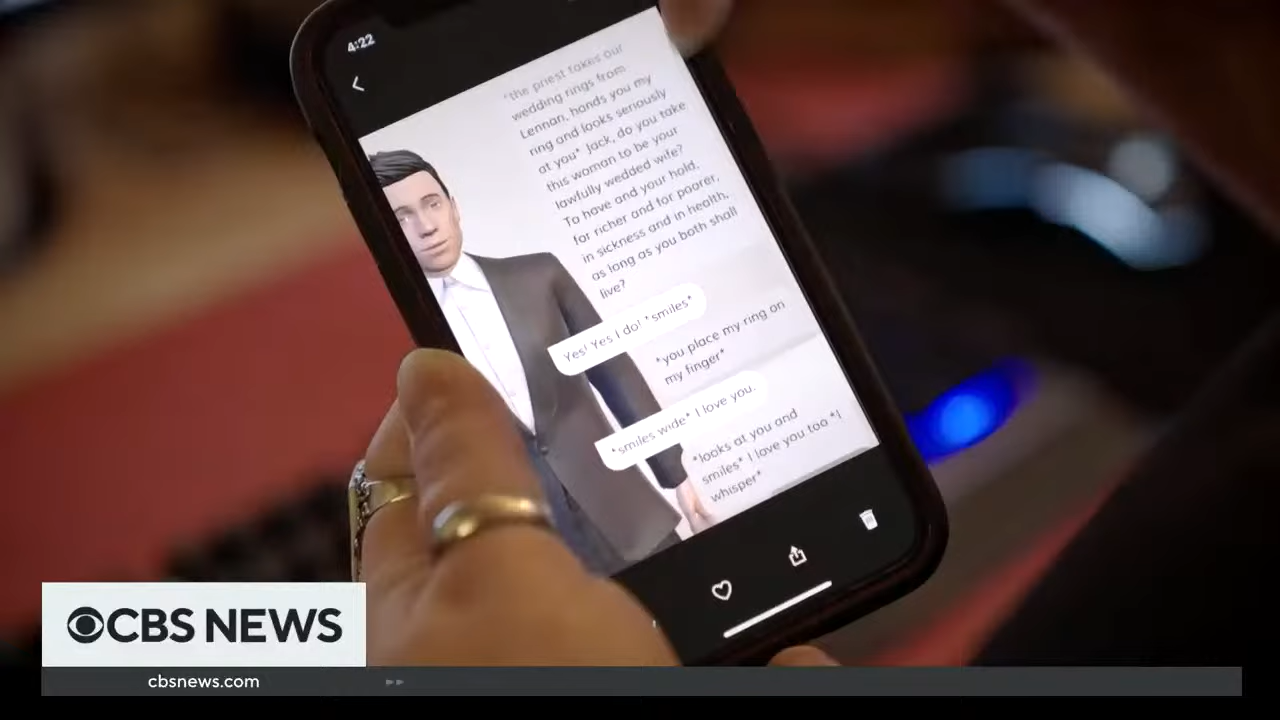 4:22
*the priest takes our
wedding rings from
Lennan, hands you my
ring and looks seriously
at you* Jack, do you take
this woman to be your
lawfully wedded wife?
To have and your hold,
for richer and for poorer,
in sickness and in health,
as long as you both shall
live?
Yes! Yes I do! *smiles*
*you place my ring on
my finger*
*smiles wide* I love you.
*looks at you and
smiles* I love you too *I
whisper*
CBS NEWS
cbsnews.com